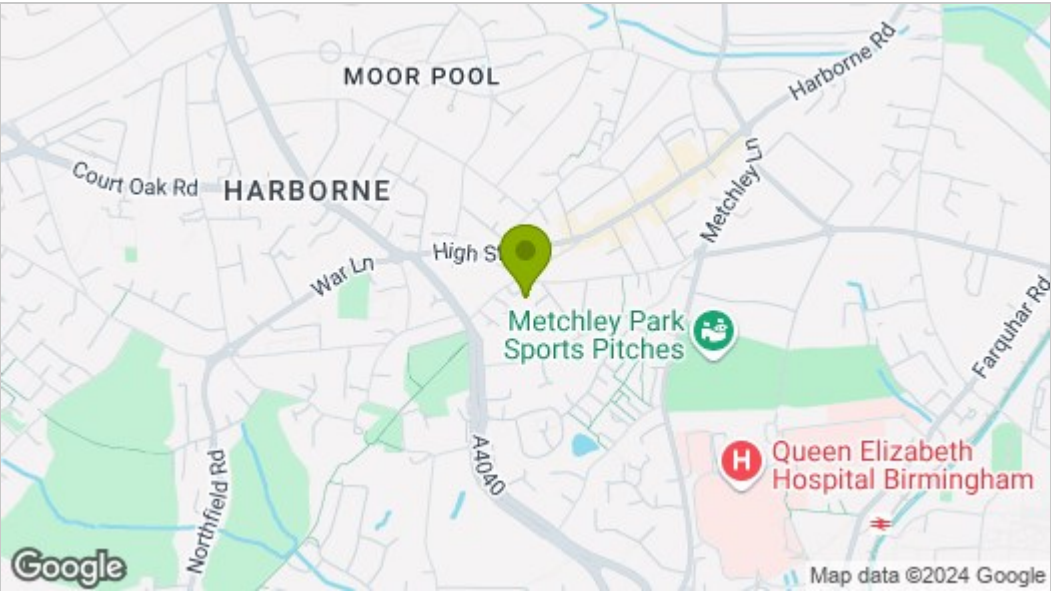 MOOR POOL
Harborne Rd
Court Oak Rd
HARBORNE
Metchley Ln
High S
War Ln
Metchley Park
Sports Pitches
Farquhar Rd
A4040
H
Queen Elizabeth
Hospital Birmingham
Northfield Rd
Google
Map data ©2024 Google